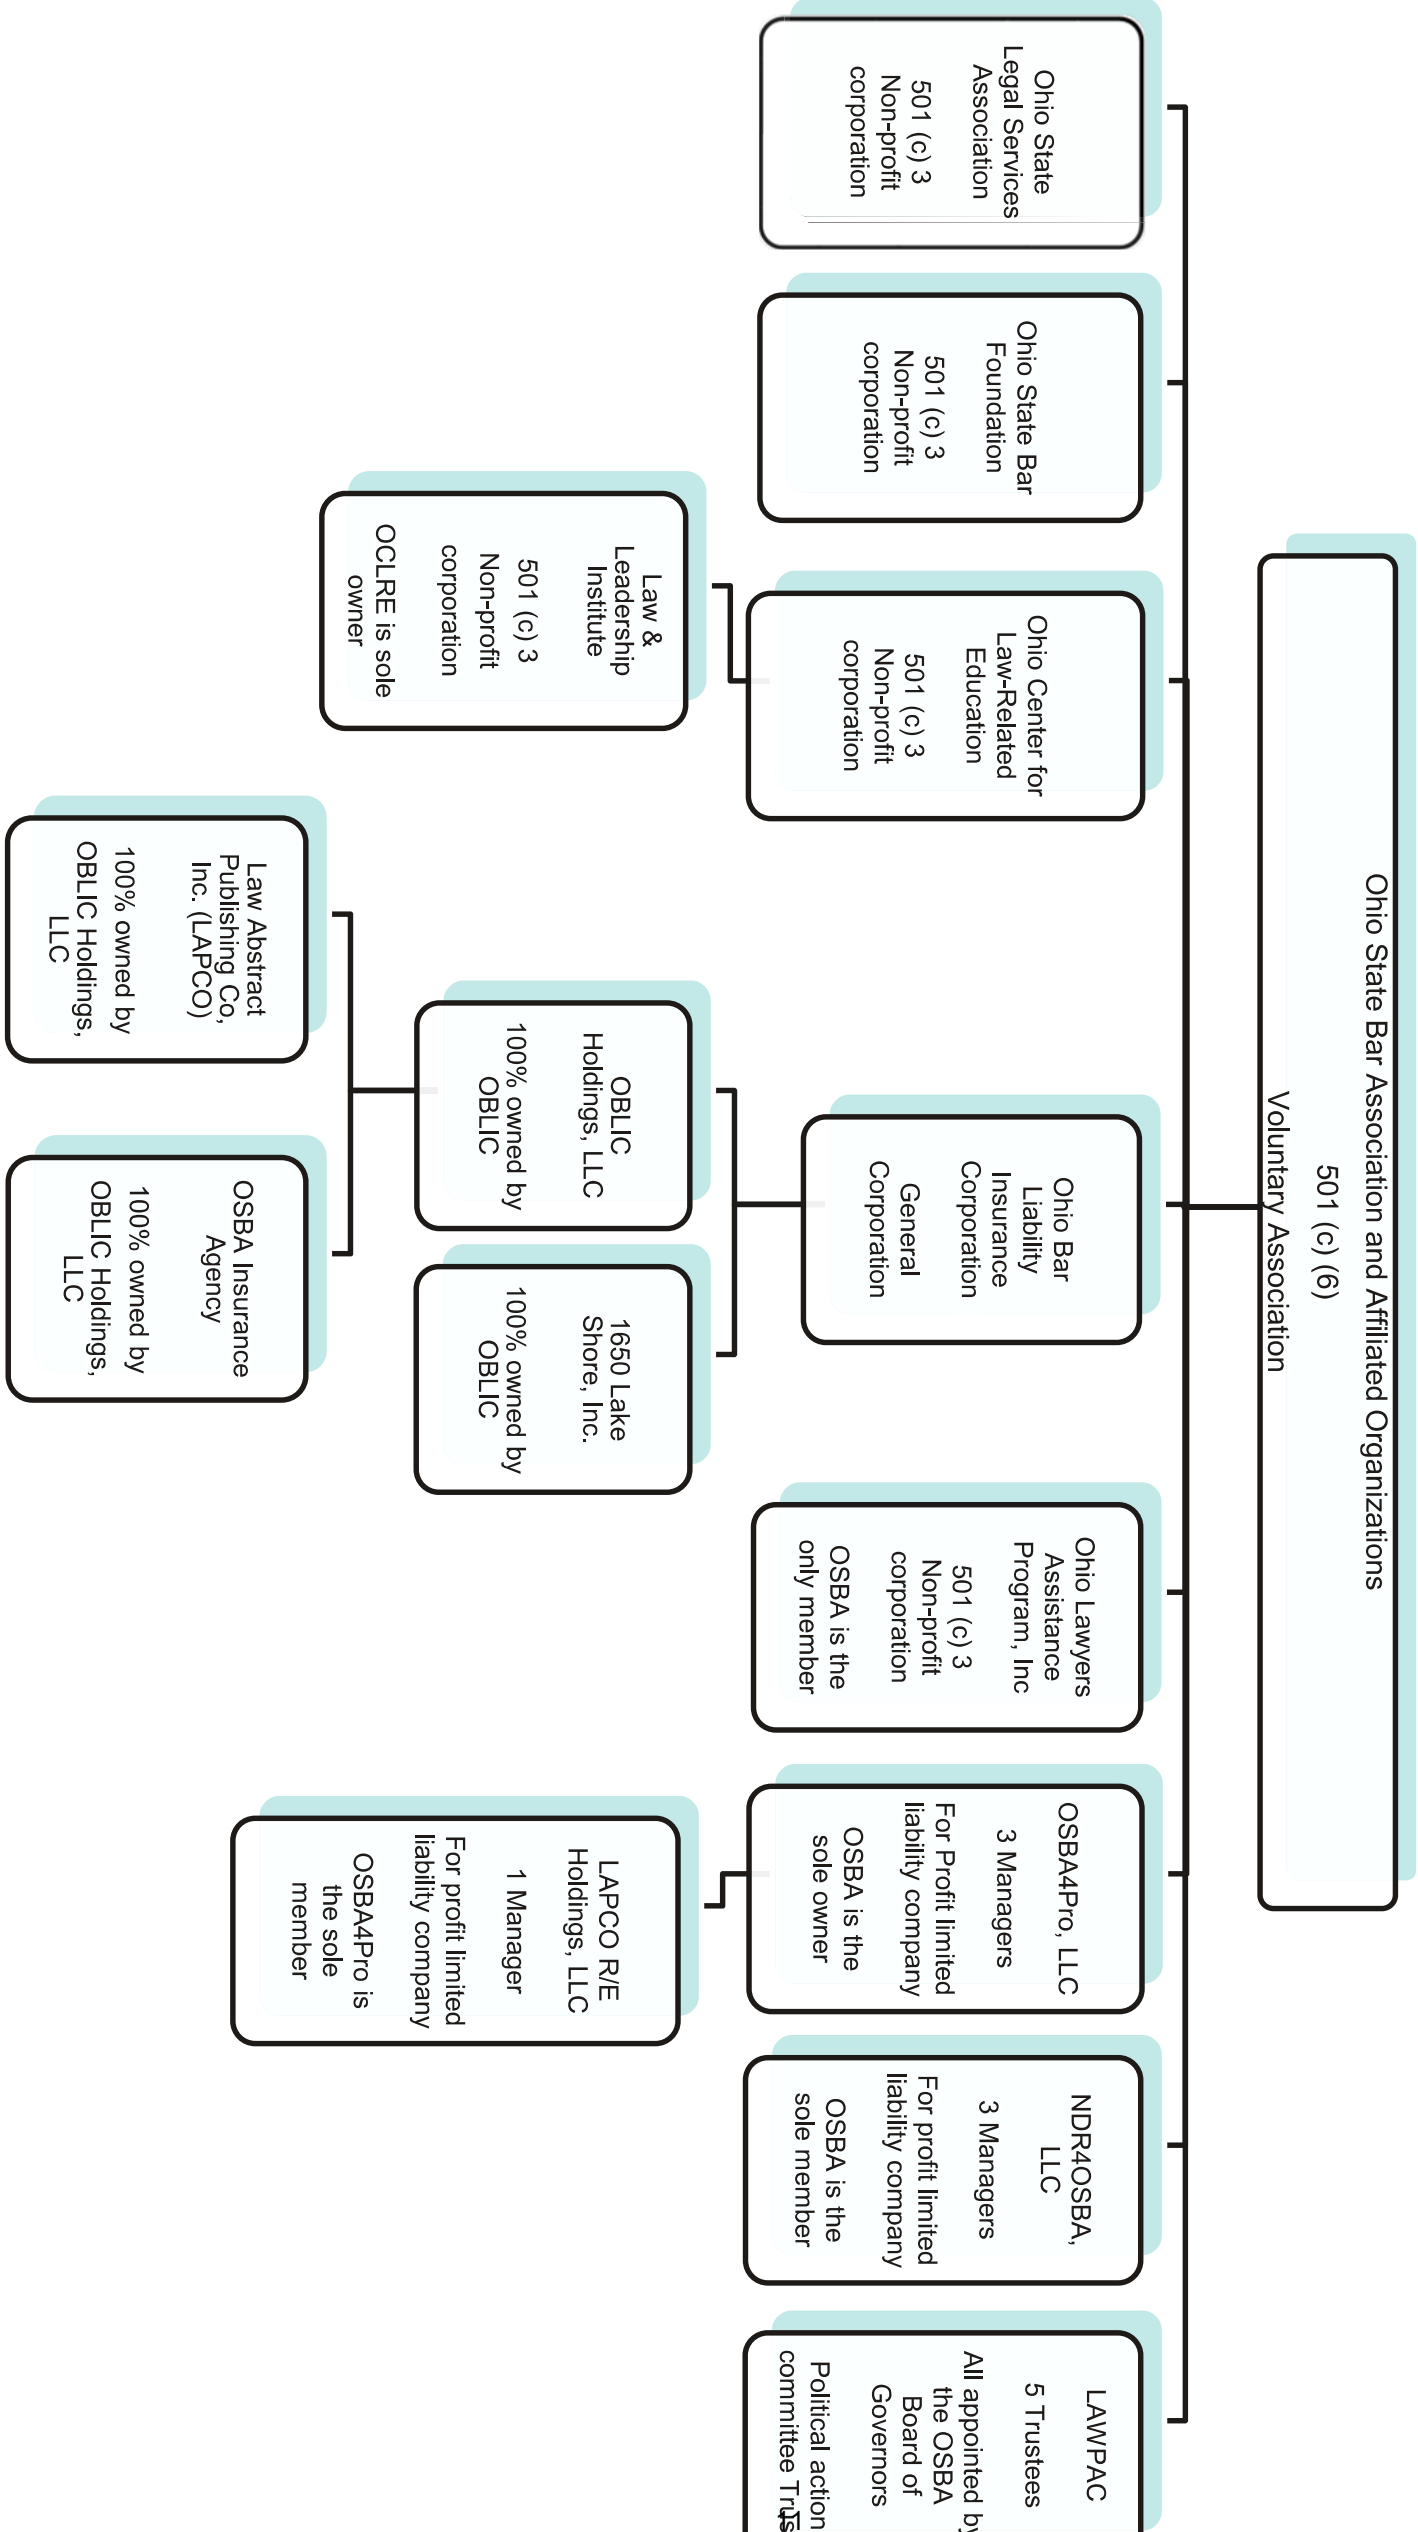 Ohio State Bar Association and Affiliated Organizations
501 (c) (6)
Voluntary Association
Ohio State
Legal Services
Association
501 (c) 3
Non-profit
corporation
Ohio State Bar
Foundation
501 (c) 3
Non-profit
corporation
Ohio Center for
Law-Related
Education
501 (c) 3
Non-profit
corporation
Law &
Leadership
Institute
501 (c) 3
Non-profit
corporation
OCLRE is sole
owner
Ohio Bar
Liability
Insurance
Corporation
General
Corporation
OBLIC
Holdings, LLC
100% owned by
OBLIC
1650 Lake
Shore, Inc.
100% owned by
OBLIC
Law Abstract
Publishing Co,
Inc. (LAPCO)
100% owned by
OBLIC Holdings,
LLC
OSBA Insurance
Agency
100% owned by
OBLIC Holdings,
LLC
Ohio Lawyers
Assistance
Program, Inc
501 (c) 3
Non-profit
corporation
OSBA is the
only member
OSBA4Pro, LLC
3 Managers
For Profit limited
liability company
OSBA is the
sole owner
LAPCO R/E
Holdings, LLC
1 Manager
For profit limited
liability company
OSBA4Pro is
the sole
member
NDR4OSBA,
LLC
3 Managers
For profit limited
liability company
OSBA is the
sole member
LAWPAC
5 Trustees
All appointed by
the OSBA
Board of
Governors
Political action
committee